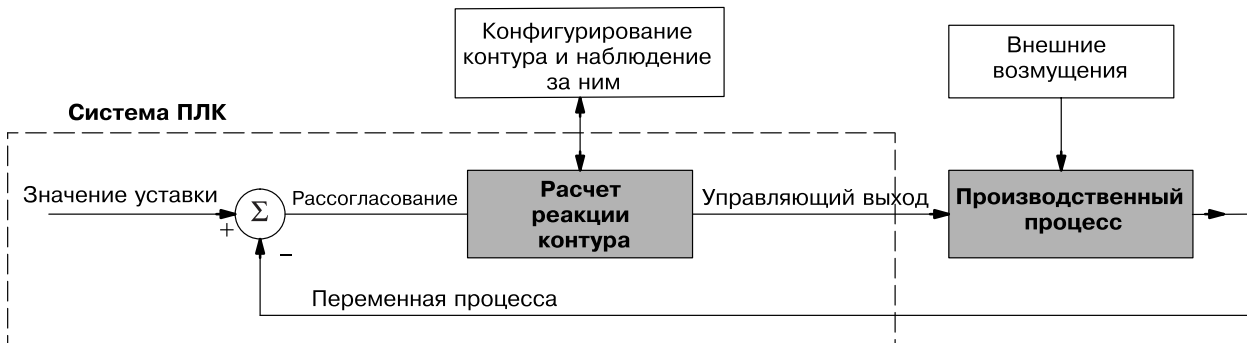 Конфигурирование
контура и наблюдение
за ним
Внешние
возмущения
Система ПЛК
Значение уставки
+
Σ
−
Рассогласование
Расчет
реакции
контура
Управляющий выход
Производственный
процесс
Переменная процесса